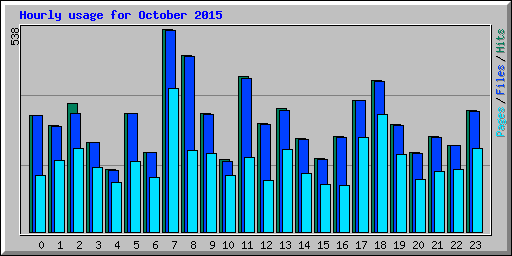 Hourly usage for October 2015
538
Pages / Files / Hits
0 1 2 3 4 5 6 7 8 9 10 11 12 13 14 15 16 17 18 19 20 21 22 23